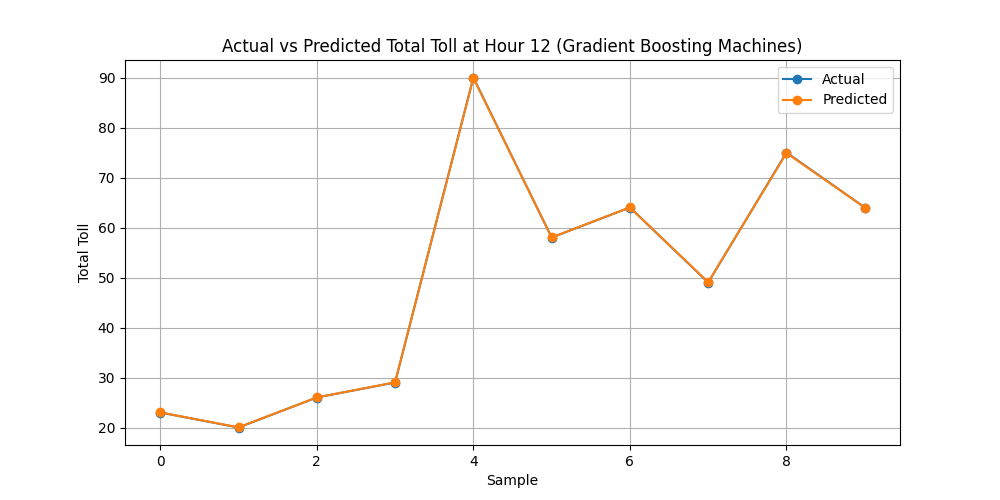 Actual vs Predicted Total Toll at Hour 12 (Gradient Boosting Machines)
Actual
Predicted
90
80
70
60
50
40
30
20
Total Toll
0 2 4 6 8
Sample